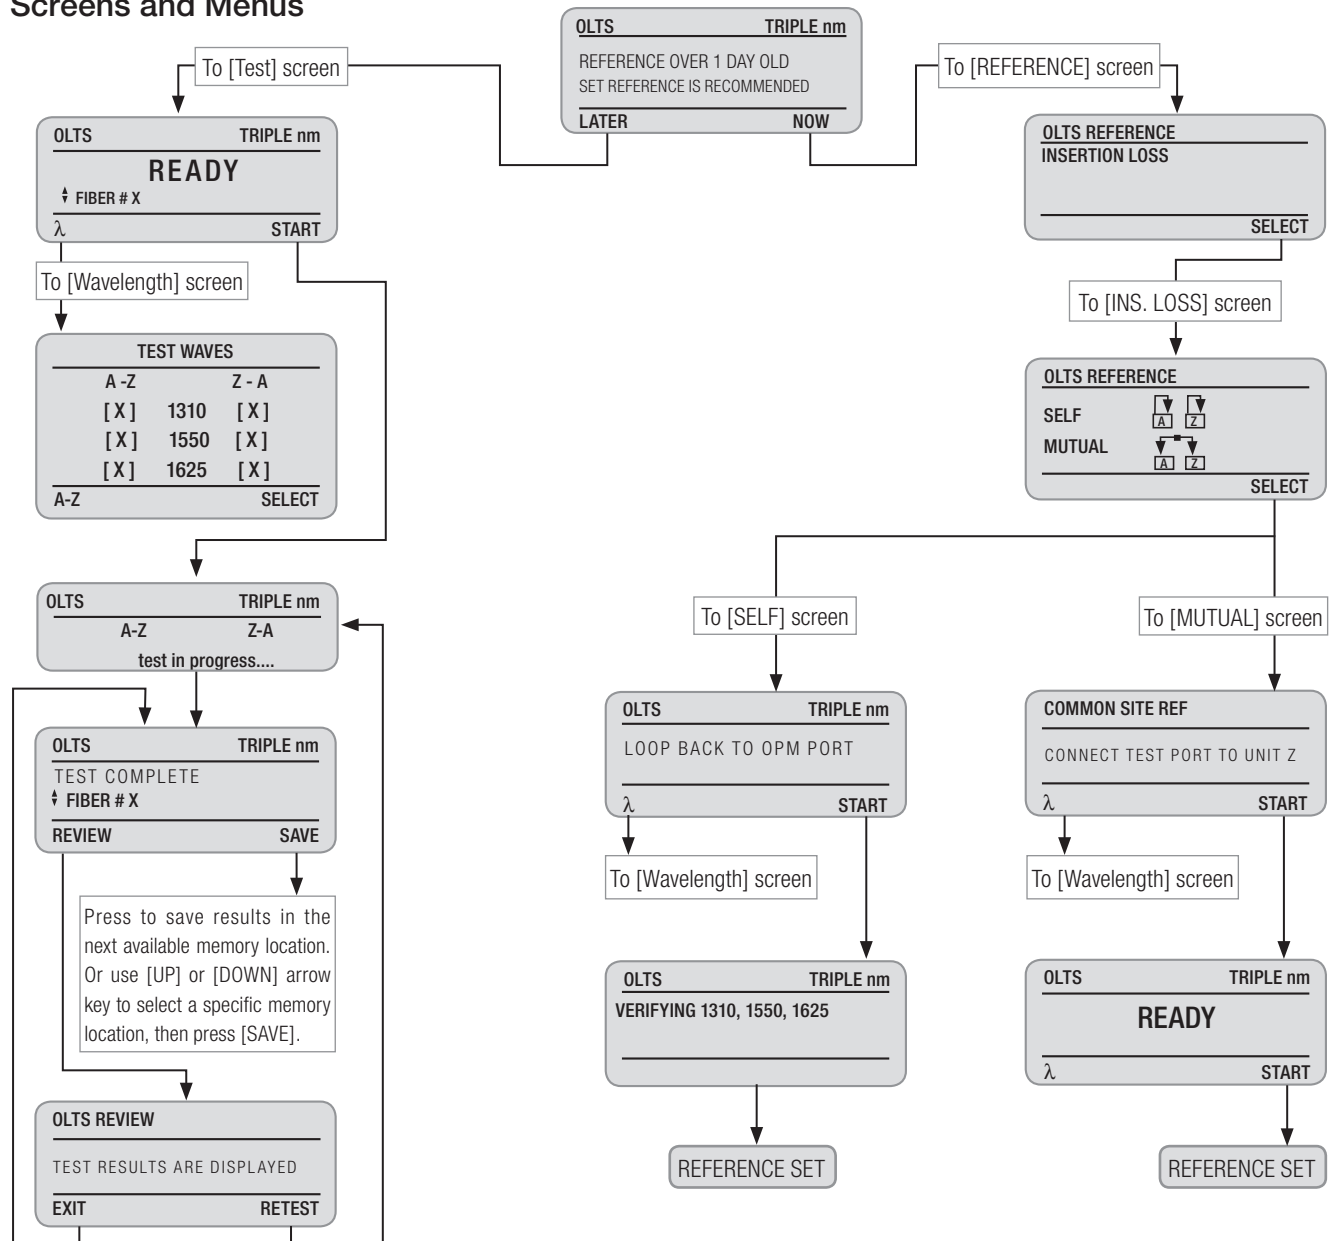 Screens and Menus
OLTS TRIPLE nm
REFERENCE OVER 1 DAY OLD
SET REFERENCE IS RECOMMENDED
LATER NOW
To [Test] screen
OLTS TRIPLE nm
READY
FIBER # X
λ START
To [Wavelength] screen
TEST WAVES
A -Z Z - A
[ X ] 1310 [ X ]
[ X ] 1550 [ X ]
[ X ] 1625 [ X ]
A-Z SELECT
OLTS TRIPLE nm
A-Z Z-A
test in progress....
OLTS TRIPLE nm
TEST COMPLETE
FIBER # X
REVIEW SAVE
Press to save results in the
next available memory location.
Or use [UP] or [DOWN] arrow
key to select a specific memory
location, then press [SAVE].
OLTS REVIEW
TEST RESULTS ARE DISPLAYED
EXIT RETEST
To [REFERENCE] screen
OLTS REFERENCE
INSERTION LOSS
SELECT
To [INS. LOSS] screen
OLTS REFERENCE
SELF A Z
MUTUAL A Z
SELECT
To [SELF] screen
OLTS TRIPLE nm
LOOP BACK TO OPM PORT
λ START
To [Wavelength] screen
OLTS TRIPLE nm
VERIFYING 1310, 1550, 1625
REFERENCE SET
To [MUTUAL] screen
COMMON SITE REF
CONNECT TEST PORT TO UNIT Z
λ START
To [Wavelength] screen
OLTS TRIPLE nm
READY
λ START
REFERENCE SET